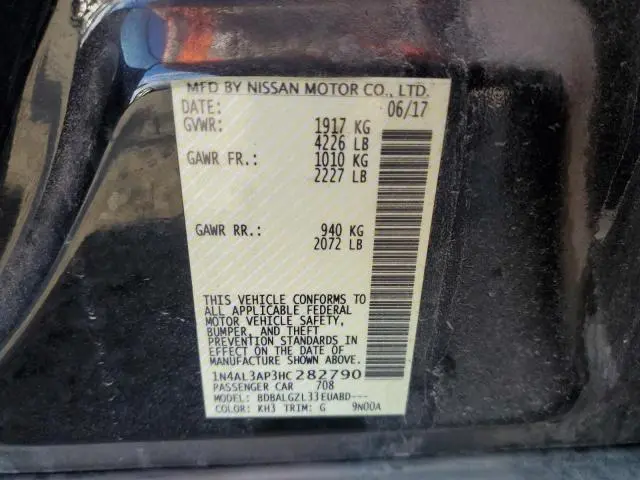 MFD BY NISSAN MOTOR CO., LTD.
DATE: 06/17
GVWR: 1917 KG
4226 LB
GAWR FR.: 1010 KG
2227 LB
GAWR RR.: 940 KG
2072 LB
THIS VEHICLE CONFORMS TO
ALL APPLICABLE FEDERAL
MOTOR VEHICLE SAFETY,
BUMPER, AND THEFT
PREVENTION STANDARDS IN
EFFECT ON THE DATE OF
MANUFACTURE SHOWN ABOVE.
1N4AL3AP3HC282790
PASSENGER CAR 708
MODEL: BDBALGZL33EUABD---
COLOR: KH3 TRIM: G 9N00A